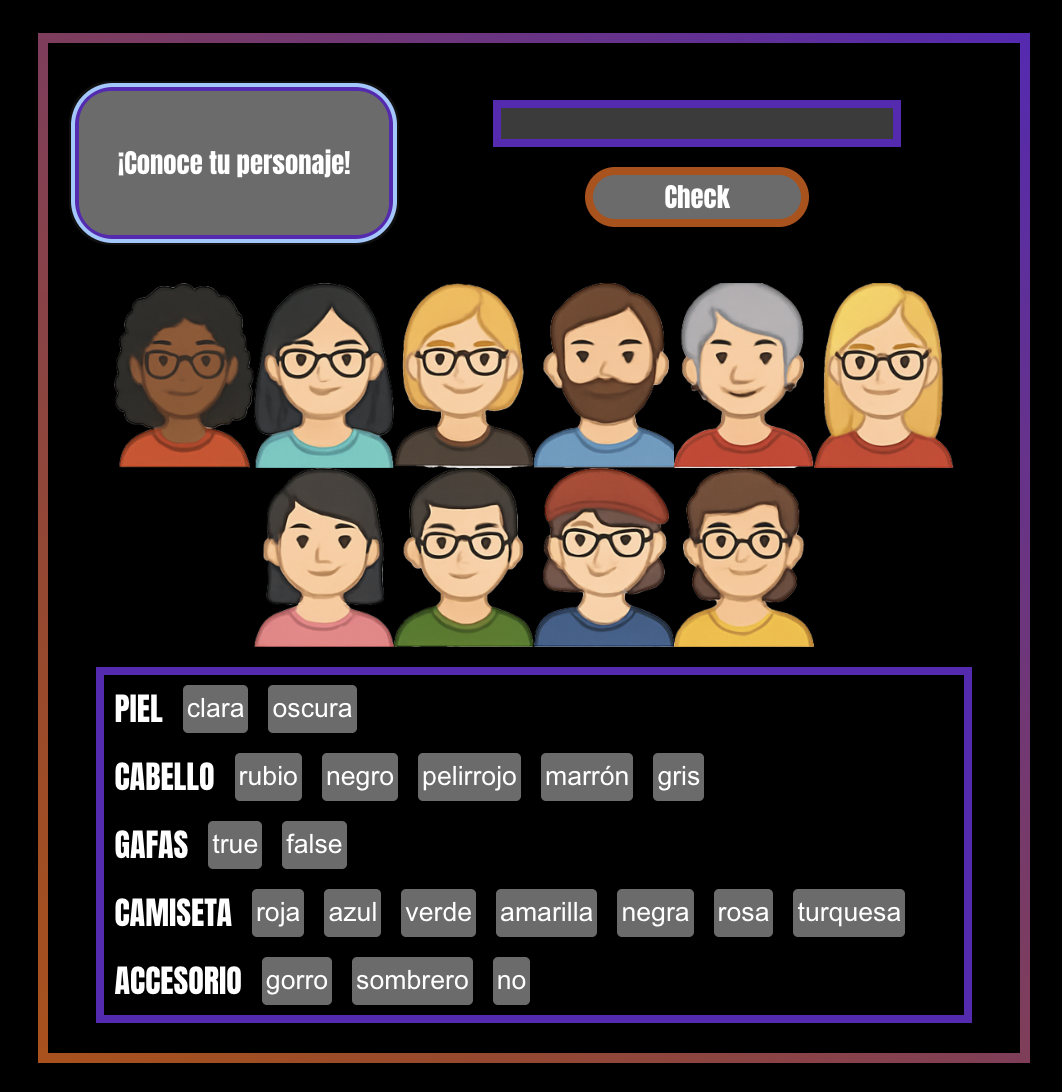 ¡Conoce tu personaje!
Check
PIEL clara oscura
CABELLO rubio negro pelirrojo marrón gris
GAFAS true false
CAMISETA roja azul verde amarilla negra rosa turquesa
ACCESORIO gorro sombrero no